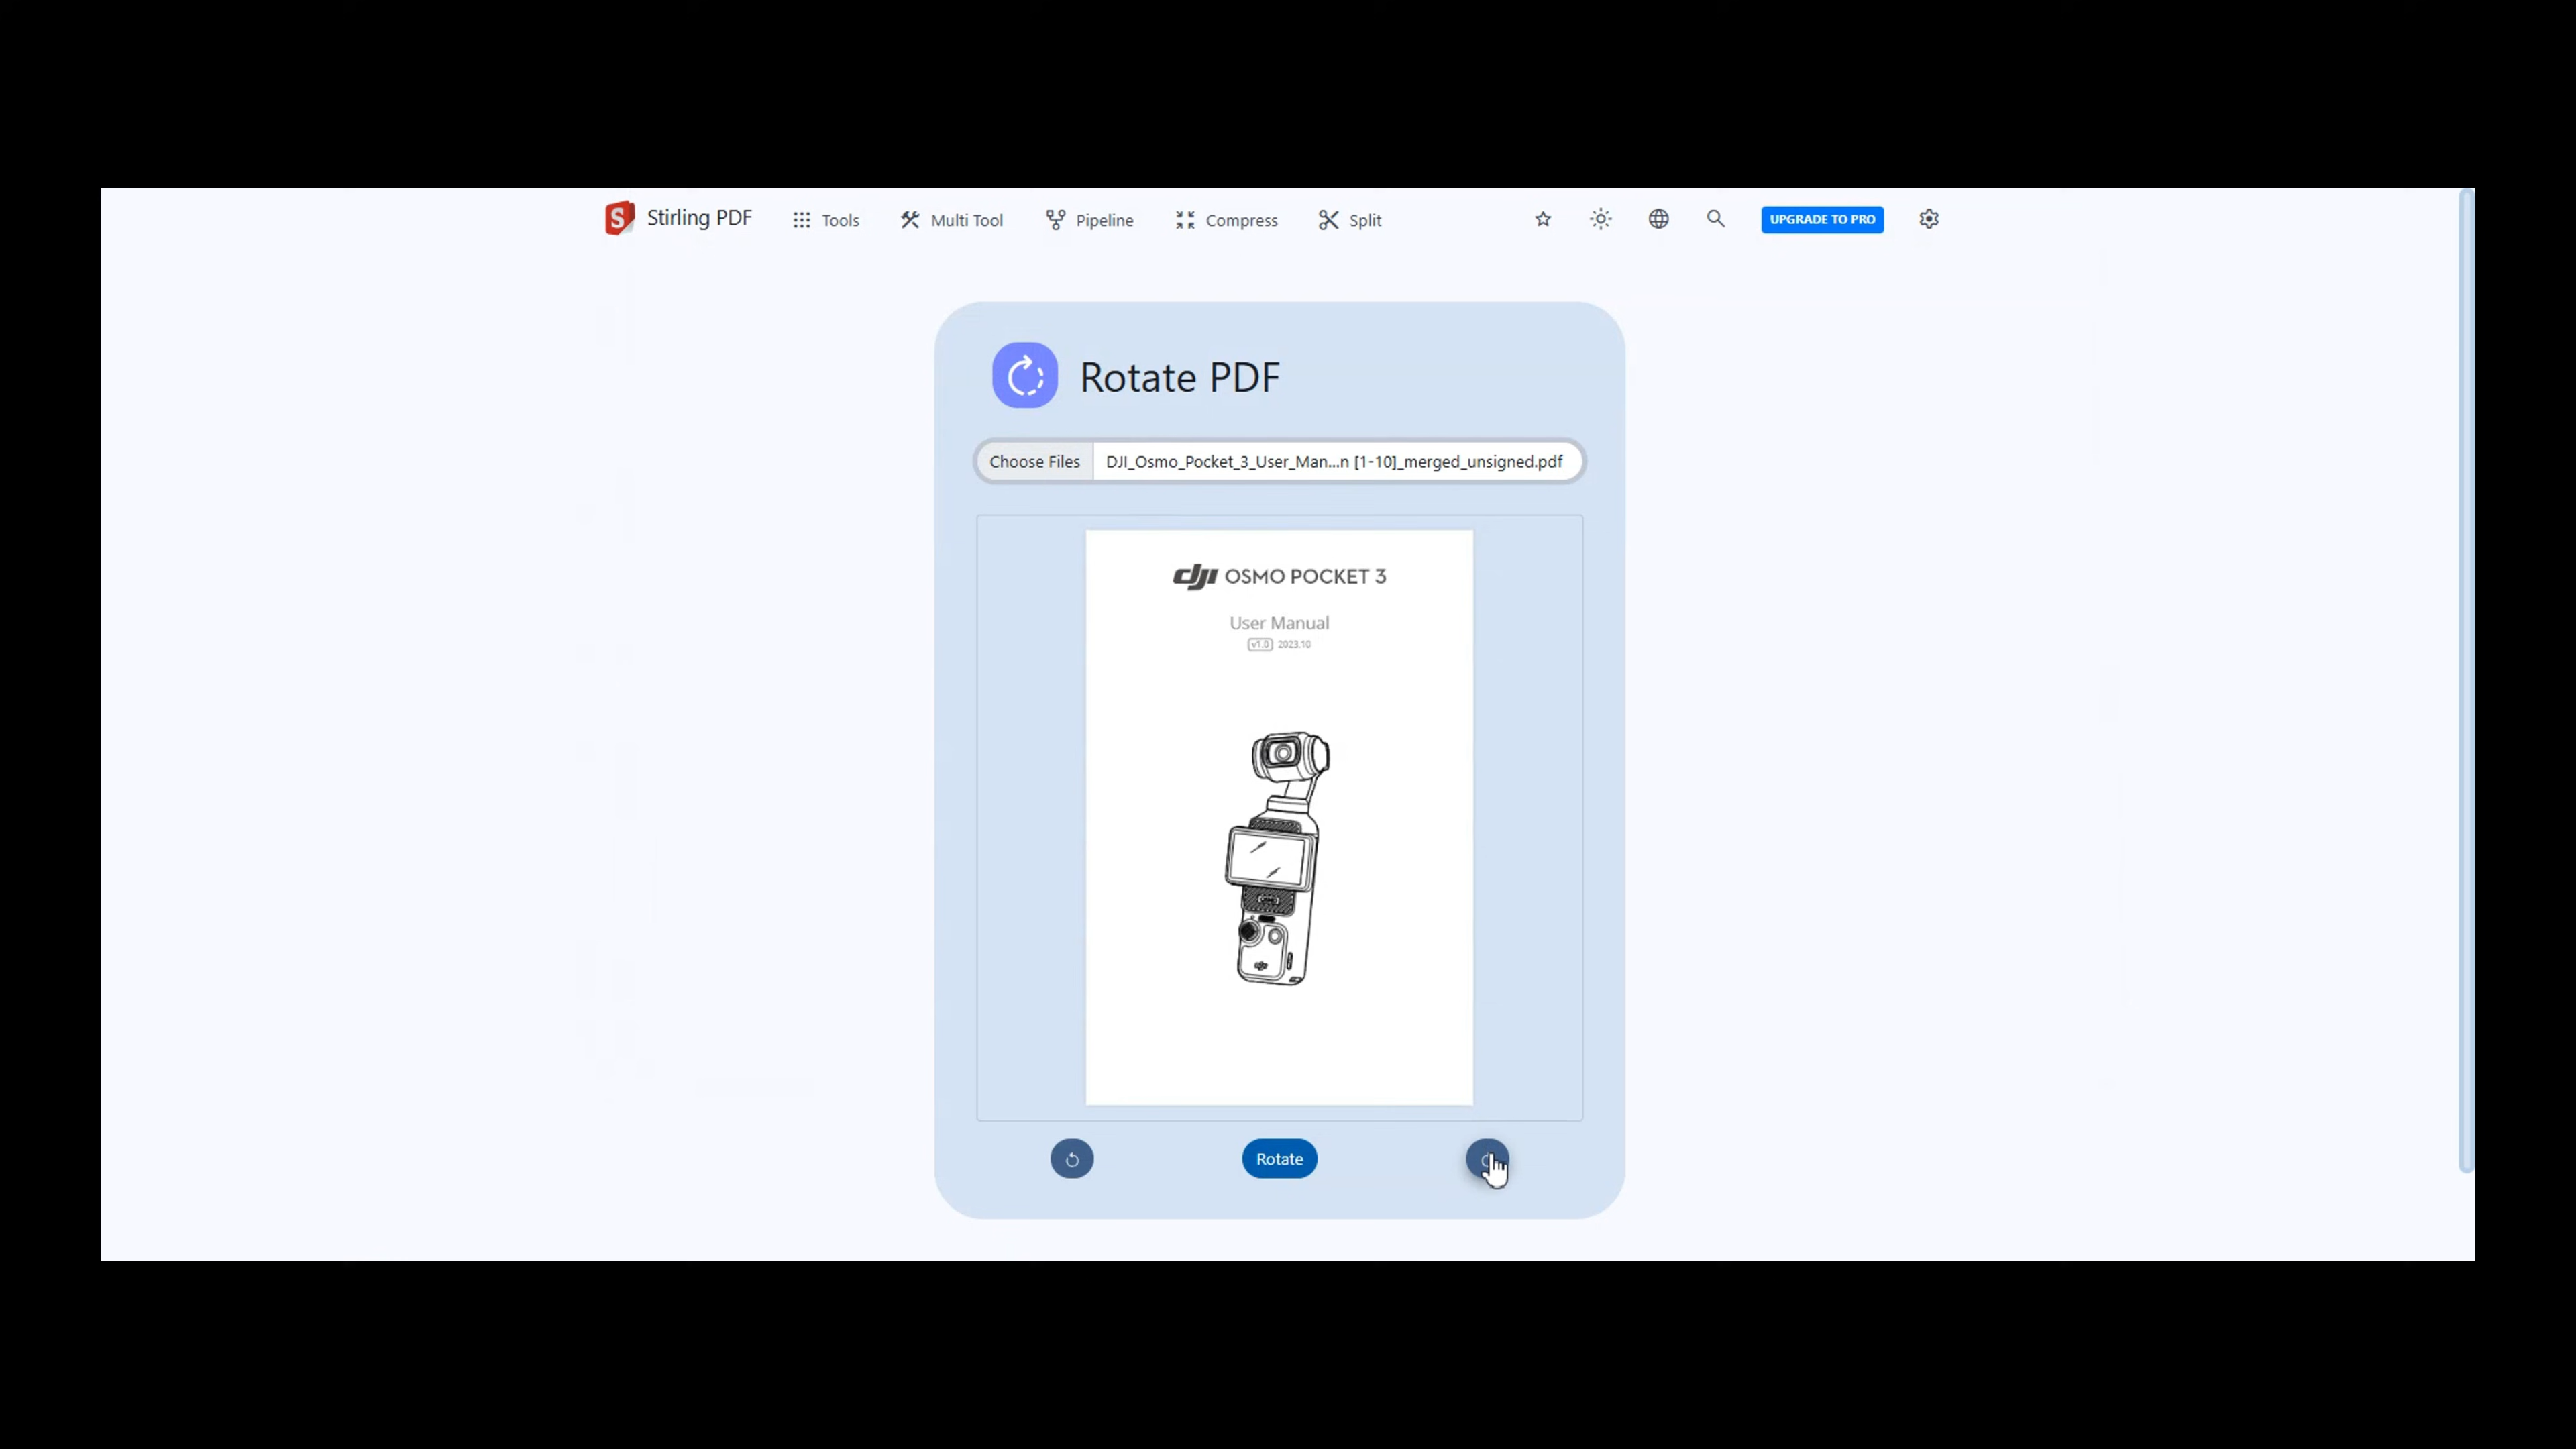 S Stirling PDF Tools Multi Tool Pipeline Compress Split UPGRADE TO PRO
Rotate PDF
Choose Files DJI_Osmo_Pocket_3_User_Man...n [1-10]_merged_unsigned.pdf
dji OSMO POCKET 3
User Manual
v1.0 2023.10
Rotate